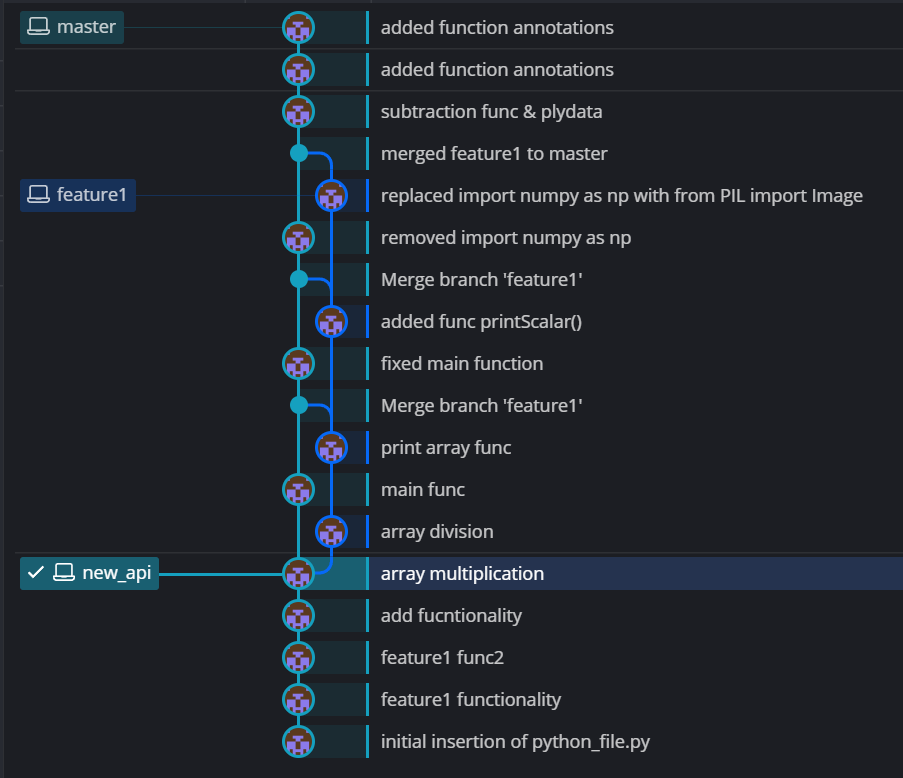 master added function annotations
added function annotations
subtraction func & plydata
merged feature1 to master
feature1 replaced import numpy as np with from PIL import Image
removed import numpy as np
Merge branch 'feature1'
added func printScalar()
fixed main function
Merge branch 'feature1'
print array func
main func
array division
new_api array multiplication
add fucntionality
feature1 func2
feature1 functionality
initial insertion of python_file.py